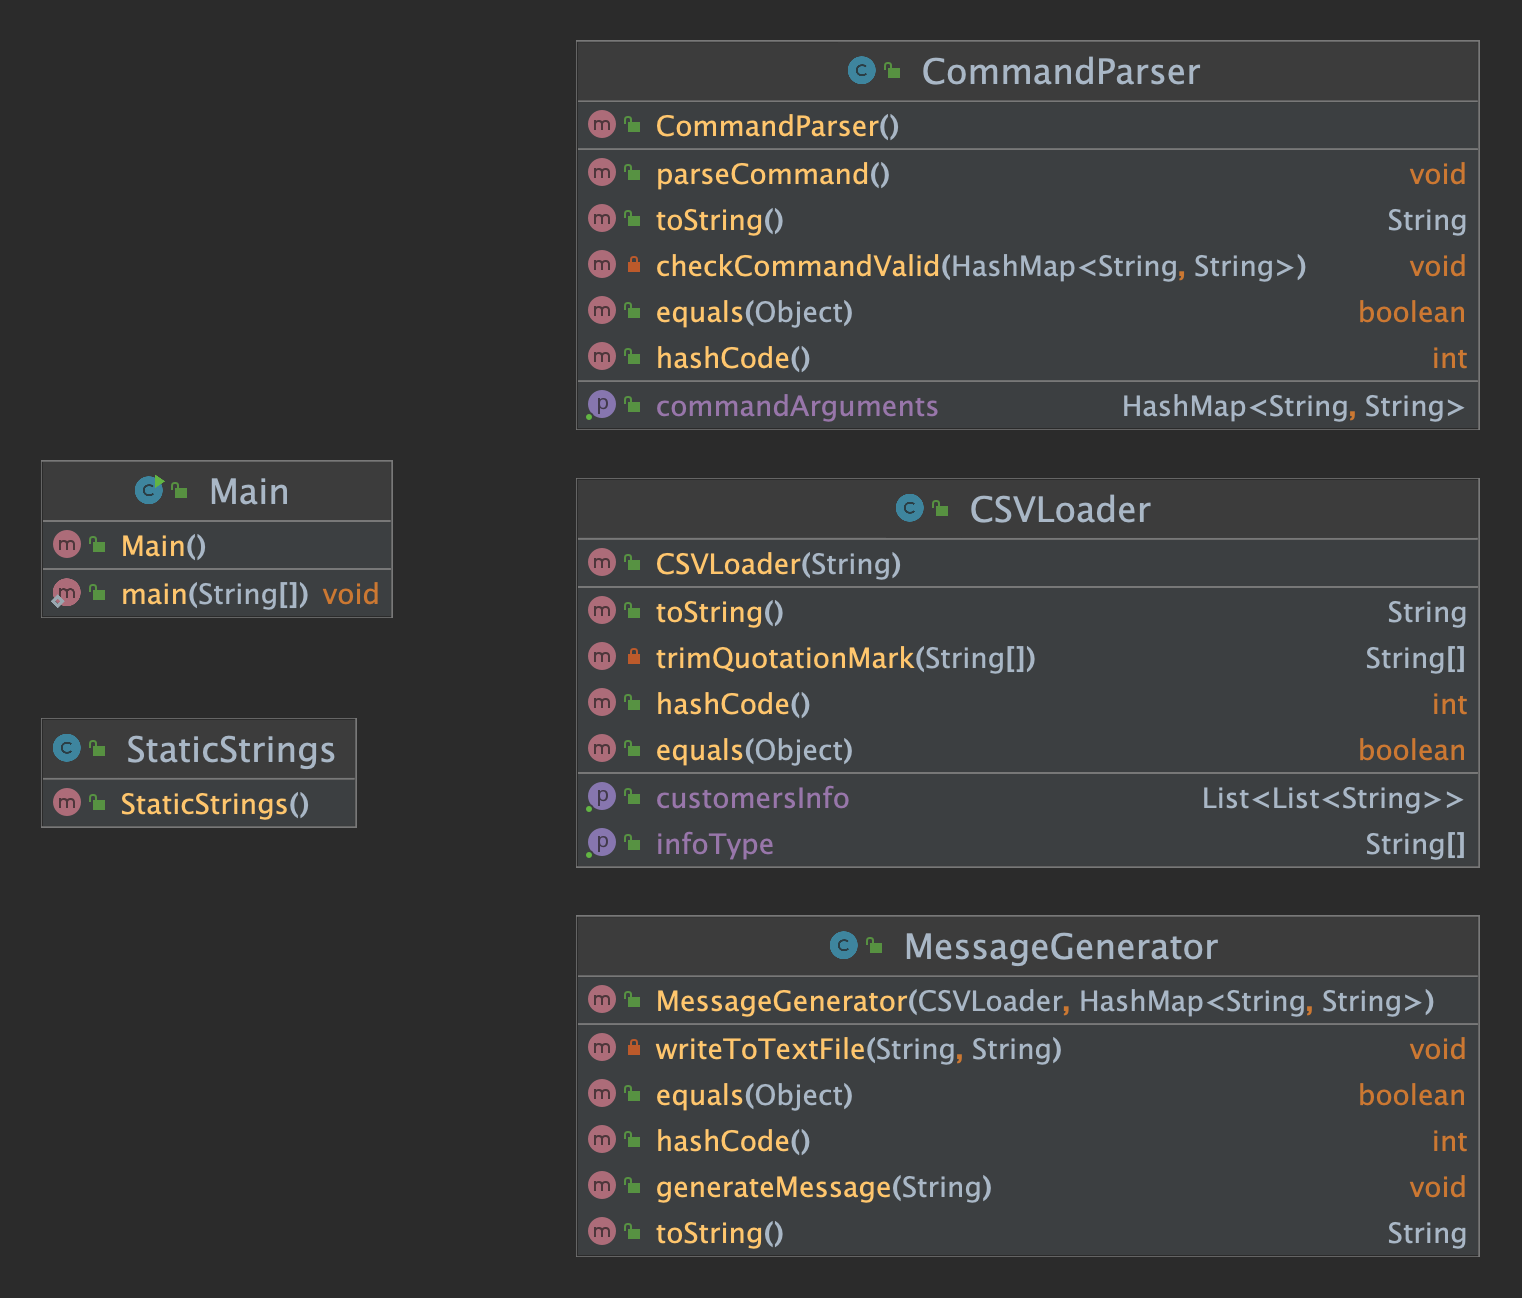 CommandParser
CommandParser()
parseCommand() void
toString() String
checkCommandValid(HashMap<String, String>) void
equals(Object) boolean
hashCode() int
commandArguments HashMap<String, String>
Main
Main()
main(String[]) void
StaticStrings
StaticStrings()
CSVLoader
CSVLoader(String)
toString() String
trimQuotationMark(String[]) String[]
hashCode() int
equals(Object) boolean
customersInfo List<List<String>>
infoType String[]
MessageGenerator
MessageGenerator(CSVLoader, HashMap<String, String>)
writeToTextFile(String, String) void
equals(Object) boolean
hashCode() int
generateMessage(String) void
toString() String